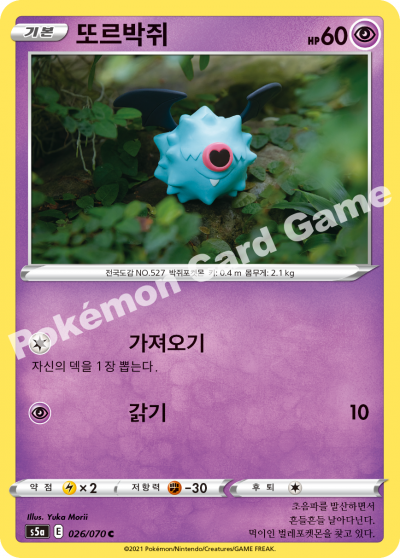 기본 또르박쥐 HP60
전국도감 NO.527 박쥐포켓몬 키: 0.4 m 몸무게: 2.1 kg
Pokémon Card Game
가져오기
자신의 덱을 1장 뽑는다.
갉기 10
약점 ×2 저항력 -30 후퇴
Illus. Yuka Morii
s5a E 026/070 C
초음파를 발산하면서
흔들흔들 날아다닌다.
먹이인 벌레포켓몬을 찾고 있다.
©2021 Pokémon/Nintendo/Creatures/GAME FREAK.